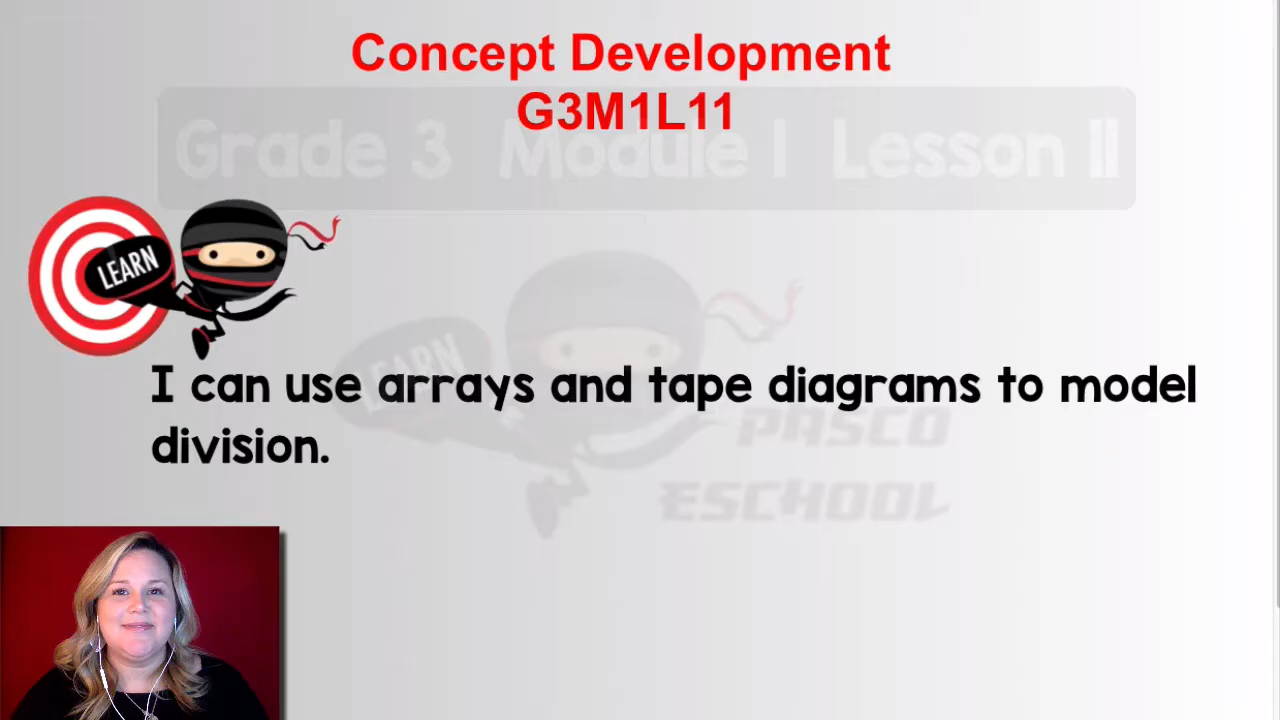 Concept Development
G3M1L11
Grade 3 Module 1 Lesson 11
LEARN
LEARN
I can use arrays and tape diagrams to model
division.
PASCO
ESCHOOL